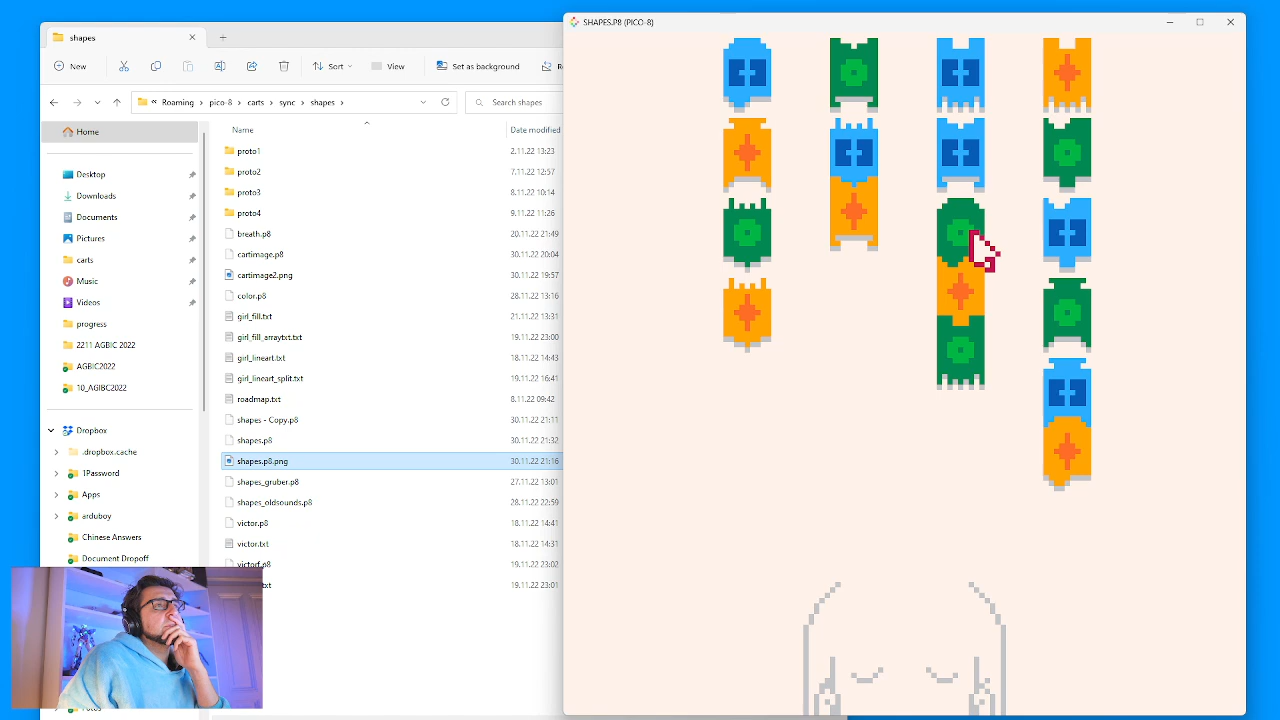 shapes
SHAPES.P8 (PICO-8)
New
Sort
View
Set as background
« Roaming › pico-8 › carts › sync › shapes ›
Search shapes
Home
Name
Date modified
proto1
2.11.22 13:23
Desktop
proto2
7.11.22 12:57
Downloads
proto3
8.11.22 10:14
Documents
proto4
9.11.22 11:26
Pictures
breath.p8
20.11.22 21:49
carts
cartimage.p8
30.11.22 20:04
Music
cartimage2.png
30.11.22 19:57
Videos
color.p8
28.11.22 13:16
progress
girl_fill.txt
21.11.22 13:31
2211 AGBIC 2022
girl_fill_arraytxt.txt
19.11.22 23:00
AGBIC2022
girl_lineart.txt
18.11.22 14:43
10_AGIBC2022
girl_lineart_split.txt
19.11.22 16:41
roadmap.txt
8.11.22 09:42
shapes - Copy.p8
30.11.22 21:11
Dropbox
shapes.p8
30.11.22 21:32
.dropbox.cache
shapes.p8.png
30.11.22 21:16
1Password
shapes_gruber.p8
27.11.22 13:01
Apps
shapes_oldsounds.p8
28.11.22 22:59
arduboy
victor.p8
18.11.22 14:41
Chinese Answers
victor.txt
18.11.22 14:31
Document Dropoff
19.11.22 23:02
19.11.22 23:01